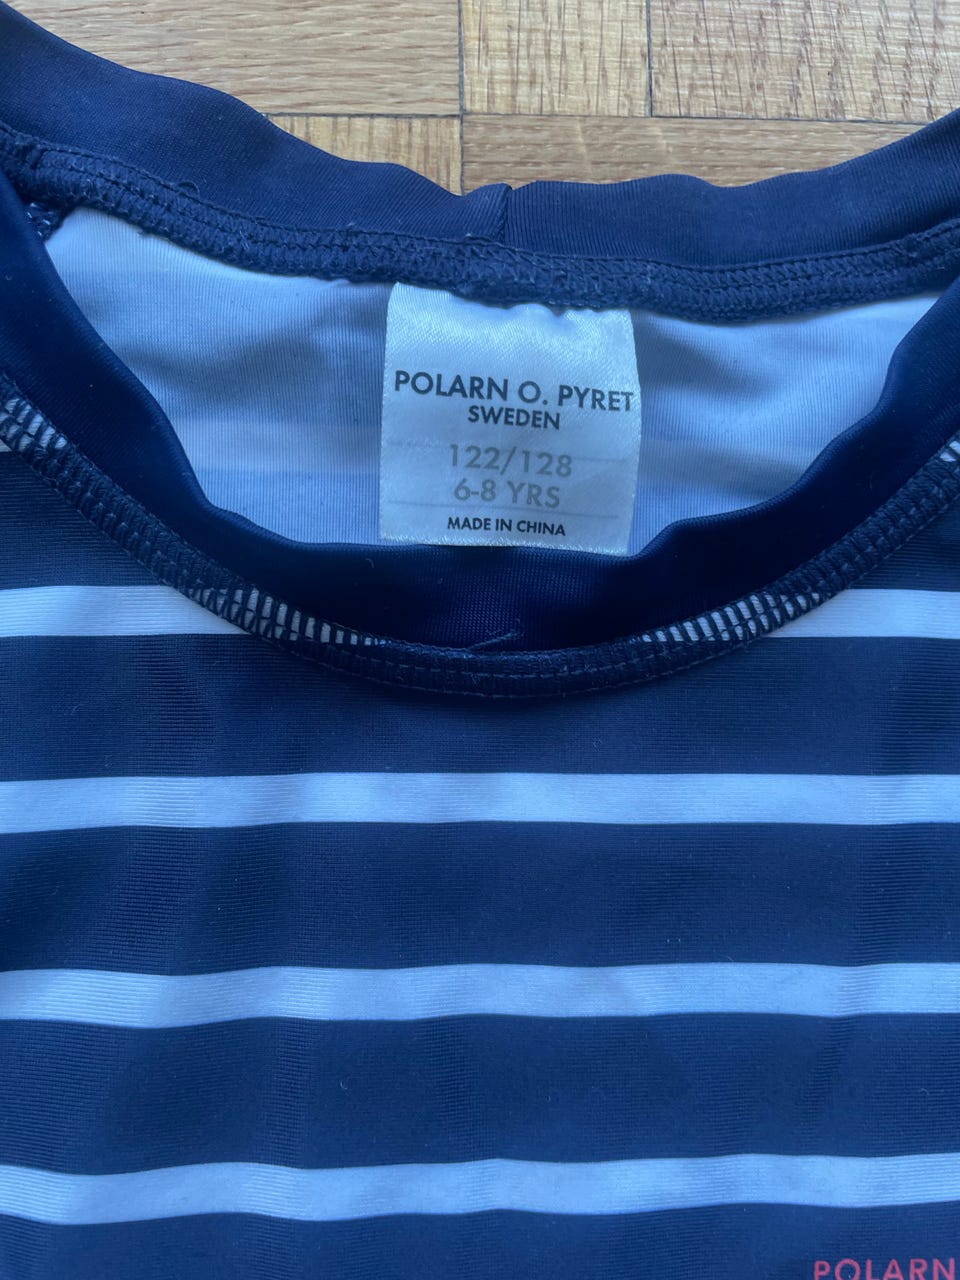 POLARN O. PYRET
SWEDEN
122/128
6-8 YRS
MADE IN CHINA
POLARN